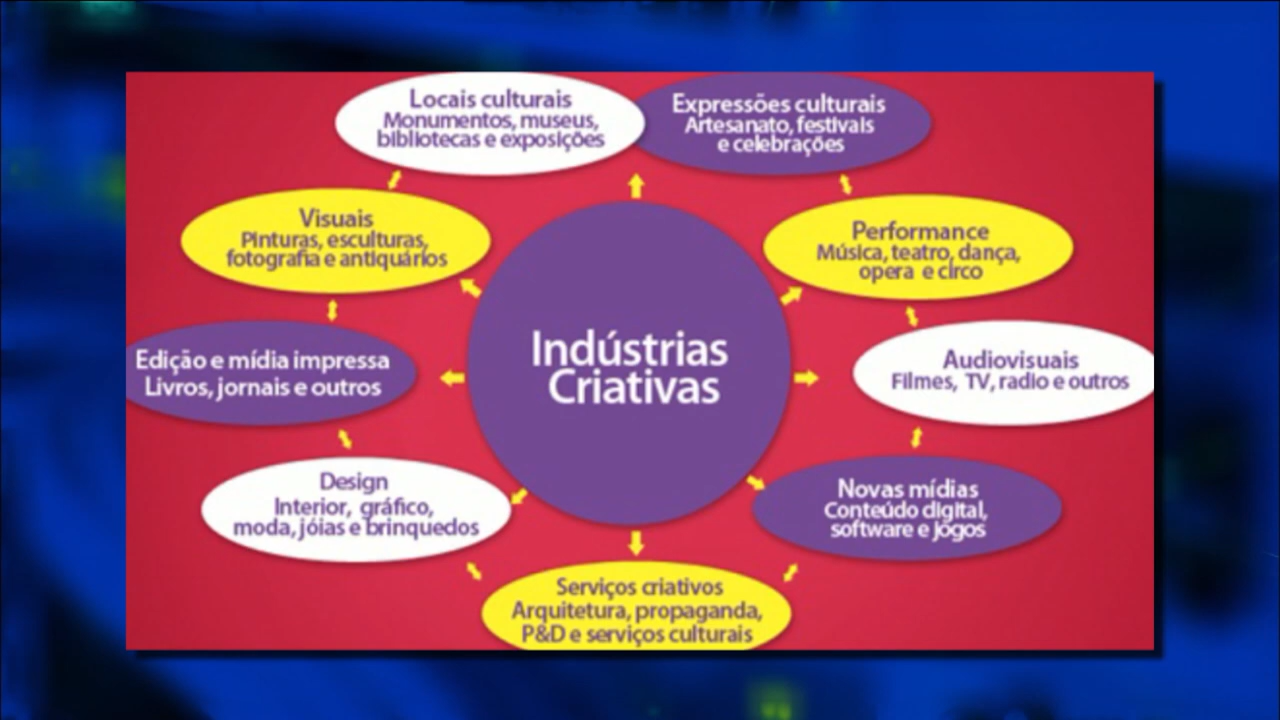 Locais culturais
Monumentos, museus,
bibliotecas e exposições
Expressões culturais
Artesanato, festivais
e celebrações
Visuais
Pinturas, esculturas,
fotografia e antiquários
Performance
Música, teatro, dança,
opera e circo
Indústrias
Criativas
Edição e mídia impressa
Livros, jornais e outros
Audiovisuais
Filmes, TV, radio e outros
Design
Interior, gráfico,
moda, jóias e brinquedos
Novas mídias
Conteúdo digital,
software e jogos
Serviços criativos
Arquitetura, propaganda,
P&D e serviços culturais